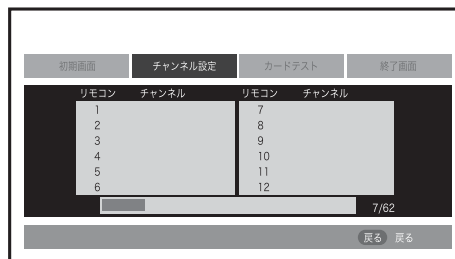 初期画面 チャンネル設定 カードテスト 終了画面
リモコン チャンネル リモコン チャンネル
1 7
2 8
3 9
4 10
5 11
6 12
7/62
戻る 戻る